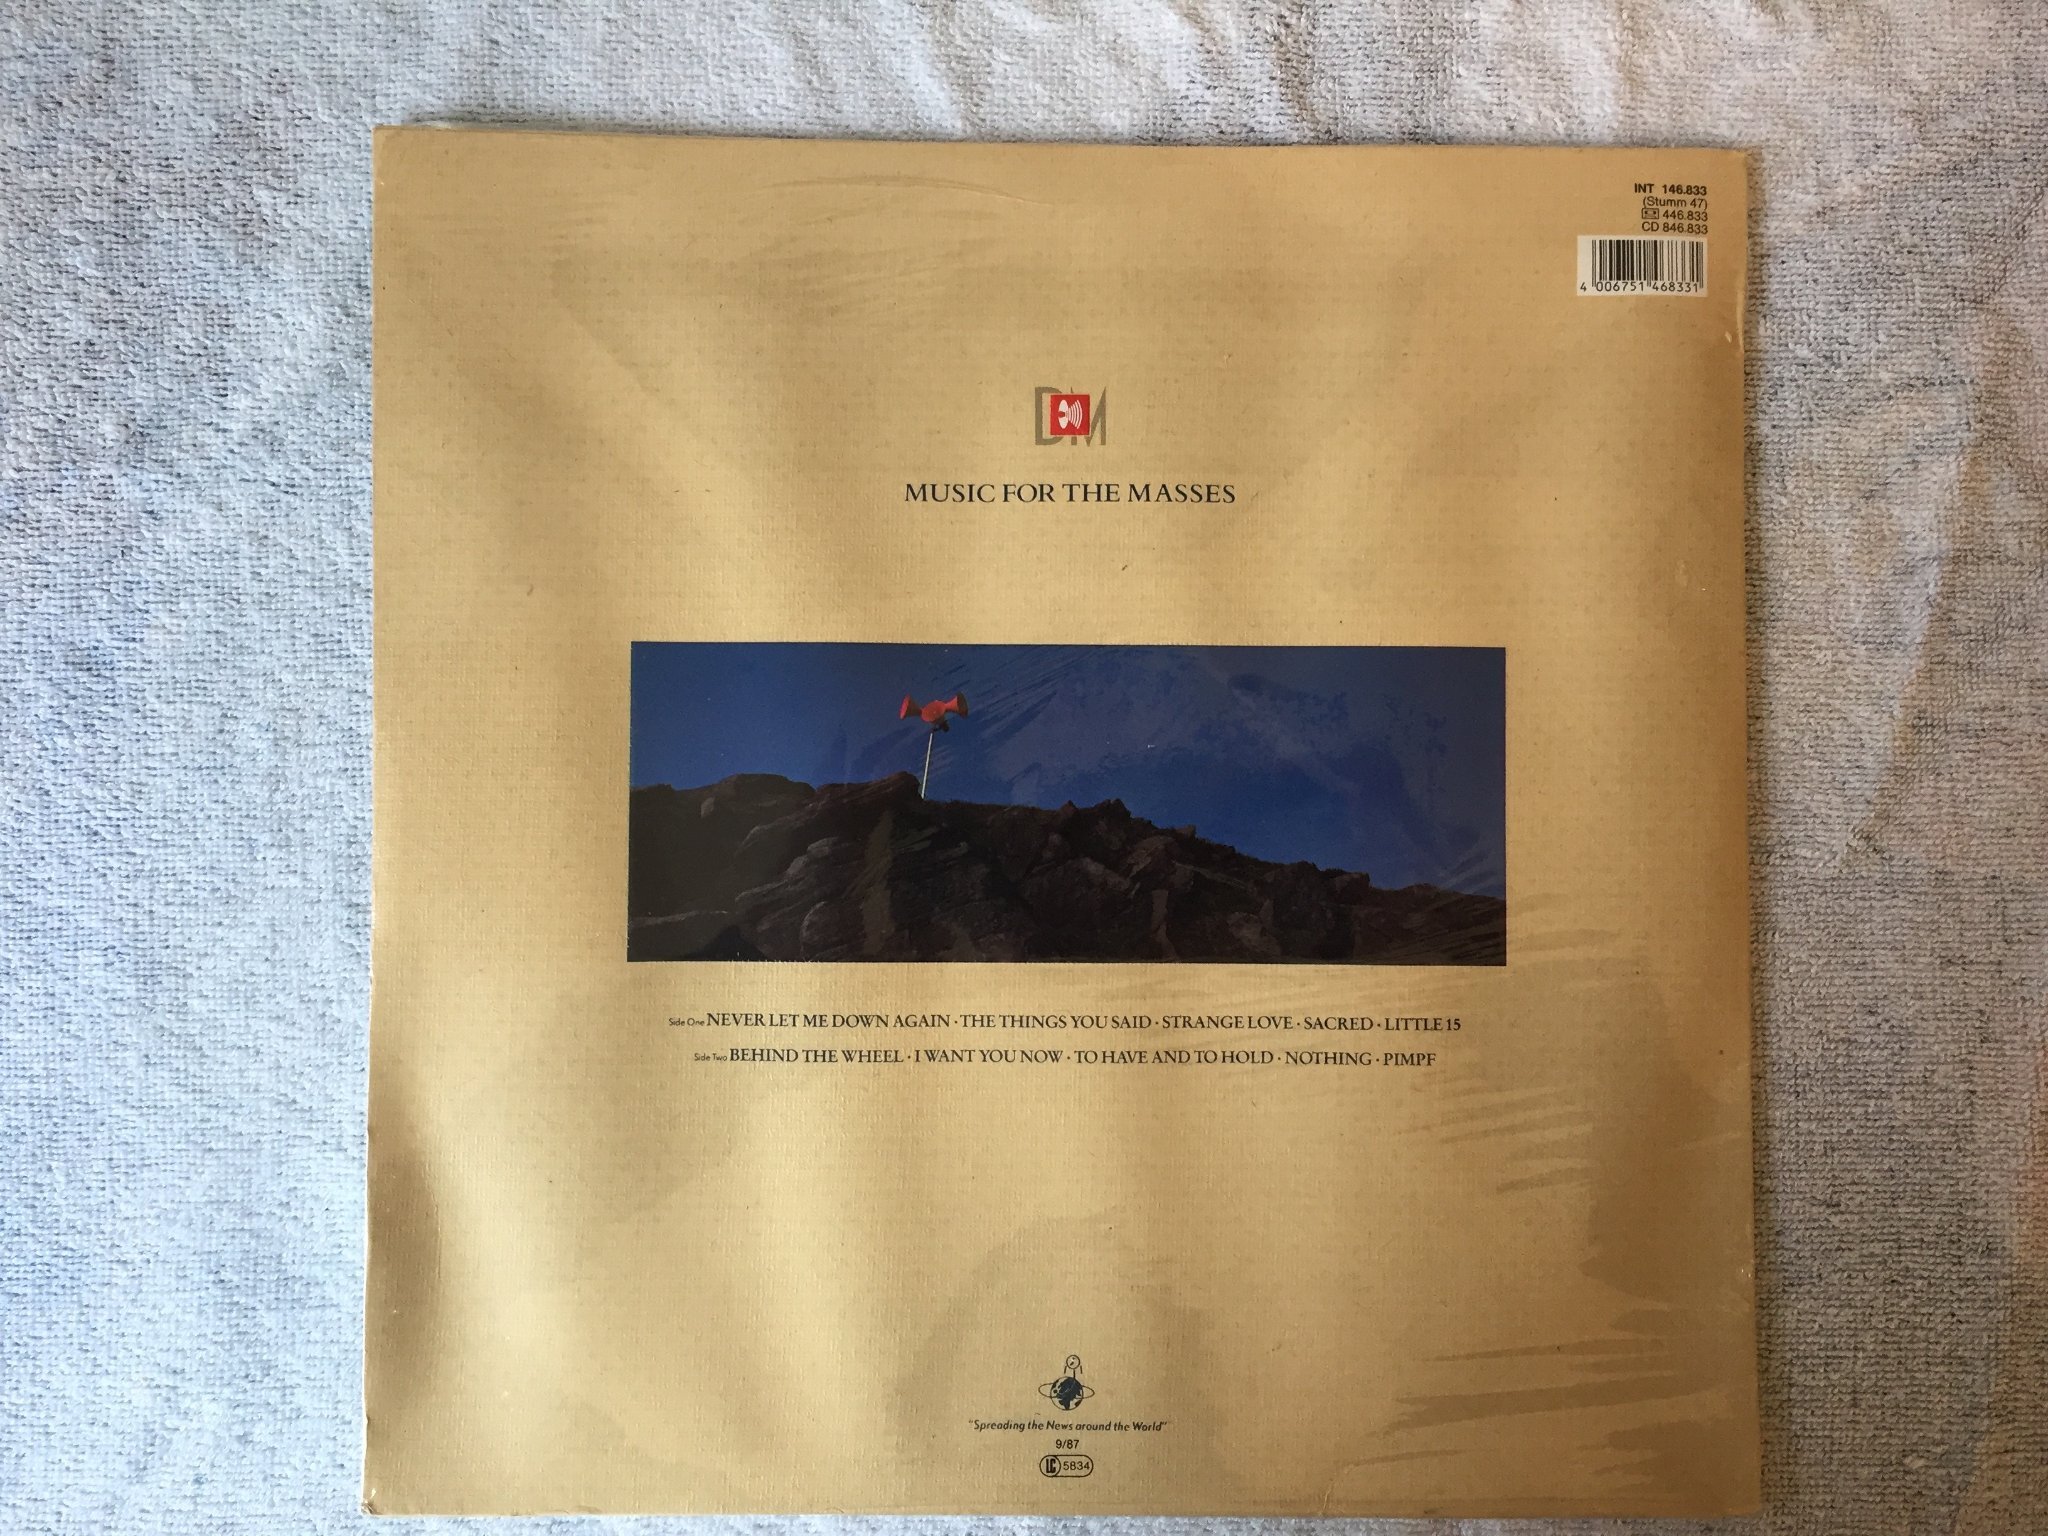 INT 146.833
(Stumm 47)
446.833
CD 846.833
4 006751 468331
DM
MUSIC FOR THE MASSES
Side One NEVER LET ME DOWN AGAIN · THE THINGS YOU SAID · STRANGE LOVE · SACRED · LITTLE 15
Side Two BEHIND THE WHEEL · I WANT YOU NOW · TO HAVE AND TO HOLD · NOTHING · PIMPF
"Spreading the News around the World"
9/87
LC 5834